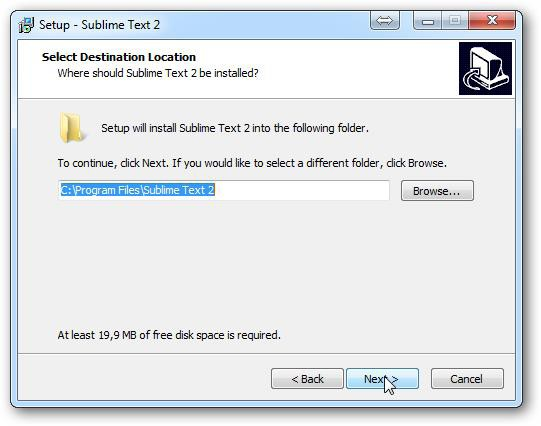 Setup - Sublime Text 2
Select Destination Location
Where should Sublime Text 2 be installed?
Setup will install Sublime Text 2 into the following folder.
To continue, click Next. If you would like to select a different folder, click Browse.
C:\Program Files\Sublime Text 2
Browse...
At least 19,9 MB of free disk space is required.
< Back
Next >
Cancel